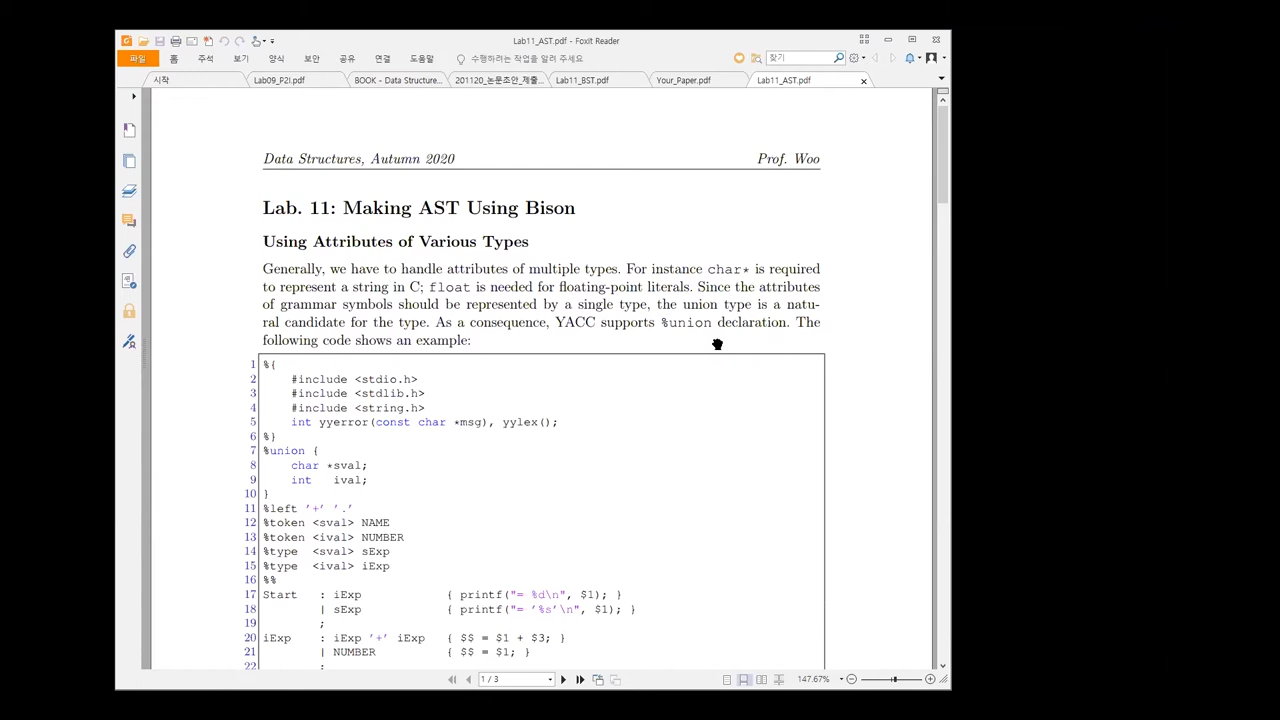 Lab11_AST.pdf - Foxit Reader
파일 홈 주석 보기 양식 보안 공유 연결 도움말 수행하려는 작업을 알려 주세요 찾기
시작 Lab09_P2I.pdf BOOK - Data Structure... 201120_논문초안_제출... Lab11_BST.pdf Your_Paper.pdf Lab11_AST.pdf
Data Structures, Autumn 2020 Prof. Woo
Lab. 11: Making AST Using Bison
Using Attributes of Various Types
Generally, we have to handle attributes of multiple types. For instance char* is required
to represent a string in C; float is needed for floating-point literals. Since the attributes
of grammar symbols should be represented by a single type, the union type is a natu-
ral candidate for the type. As a consequence, YACC supports %union declaration. The
following code shows an example:
1 %{
2 #include <stdio.h>
3 #include <stdlib.h>
4 #include <string.h>
5 int yyerror(const char *msg), yylex();
6 %}
7 %union {
8 char *sval;
9 int ival;
10 }
11 %left '+' '.'
12 %token <sval> NAME
13 %token <ival> NUMBER
14 %type <sval> sExp
15 %type <ival> iExp
16 %%
17 Start : iExp { printf("= %d\n", $1); }
18 | sExp { printf("= '%s'\n", $1); }
19 ;
20 iExp : iExp '+' iExp { $$ = $1 + $3; }
21 | NUMBER { $$ = $1; }
22 ;
1 / 3 147.67%